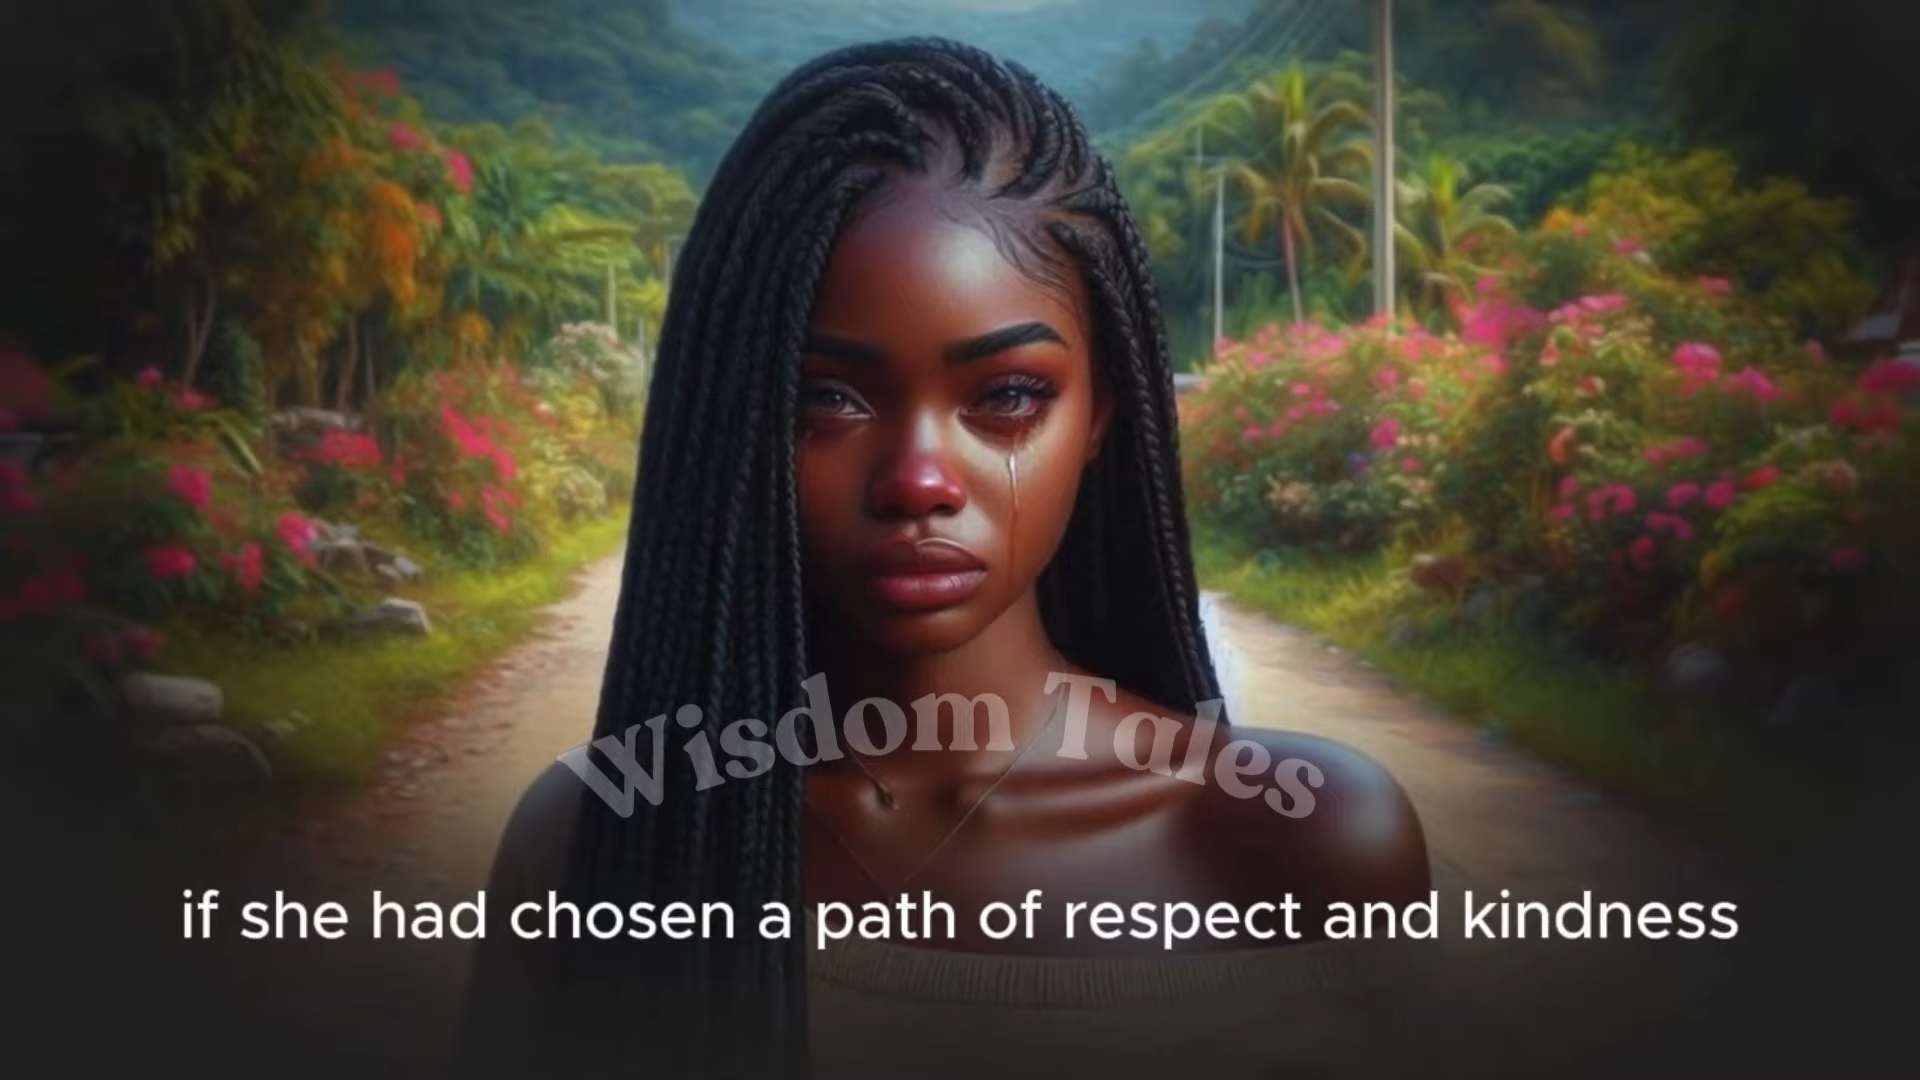 Wisdom Tales
if she had chosen a path of respect and kindness